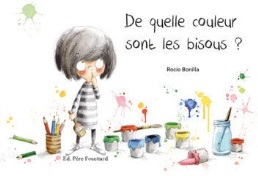 De quelle couleur
sont les bisous ?
Rocio Bonilla
Ed. Père Fouettard